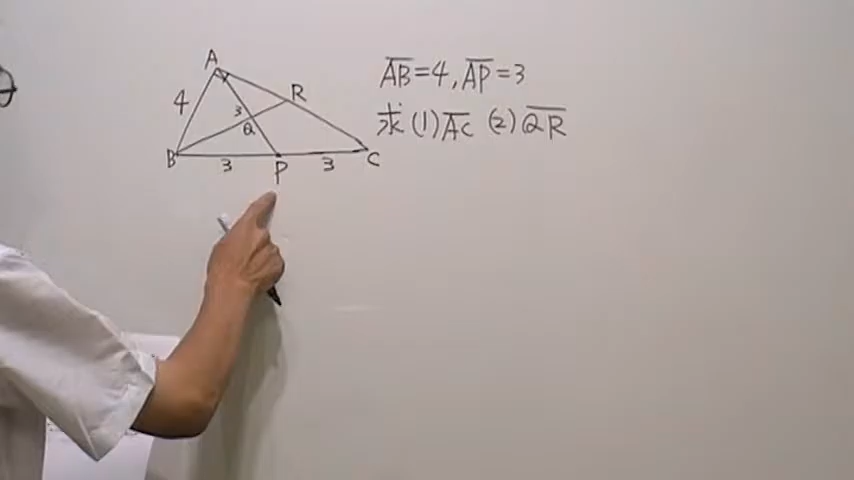 A
4
R
3
Q
B
3
P
3
C
AB=4, AP=3
求 (1) AC (2) QR